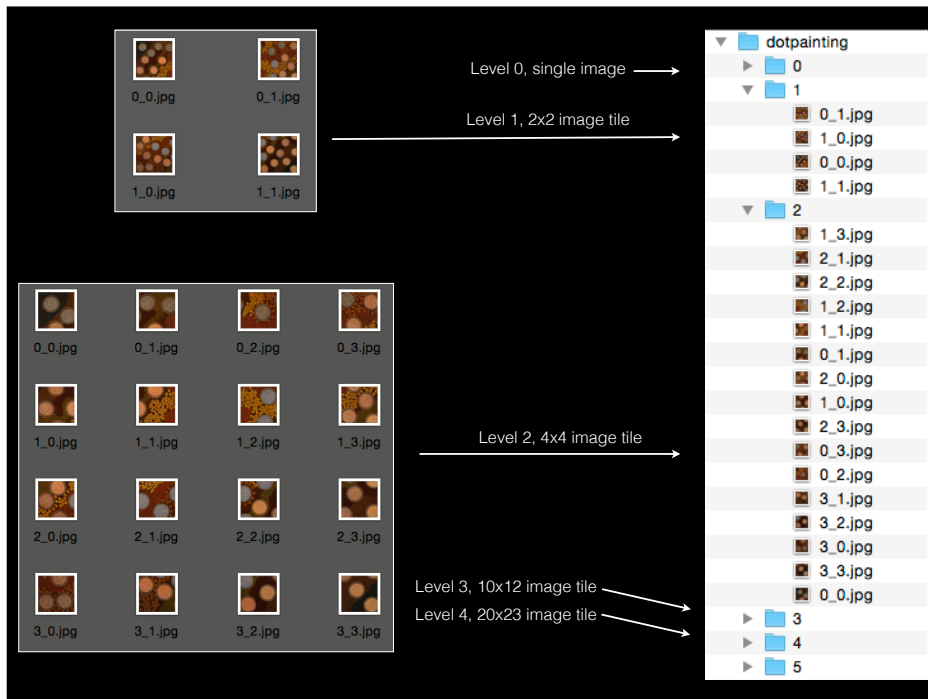 0_0.jpg 0_1.jpg
1_0.jpg 1_1.jpg
0_0.jpg 0_1.jpg 0_2.jpg 0_3.jpg
1_0.jpg 1_1.jpg 1_2.jpg 1_3.jpg
2_0.jpg 2_1.jpg 2_2.jpg 2_3.jpg
3_0.jpg 3_1.jpg 3_2.jpg 3_3.jpg
Level 0, single image
Level 1, 2x2 image tile
Level 2, 4x4 image tile
Level 3, 10x12 image tile
Level 4, 20x23 image tile
dotpainting
0
1
0_1.jpg
1_0.jpg
0_0.jpg
1_1.jpg
2
1_3.jpg
2_1.jpg
2_2.jpg
1_2.jpg
1_1.jpg
0_1.jpg
2_0.jpg
1_0.jpg
2_3.jpg
0_3.jpg
0_2.jpg
3_1.jpg
3_2.jpg
3_0.jpg
3_3.jpg
0_0.jpg
3
4
5